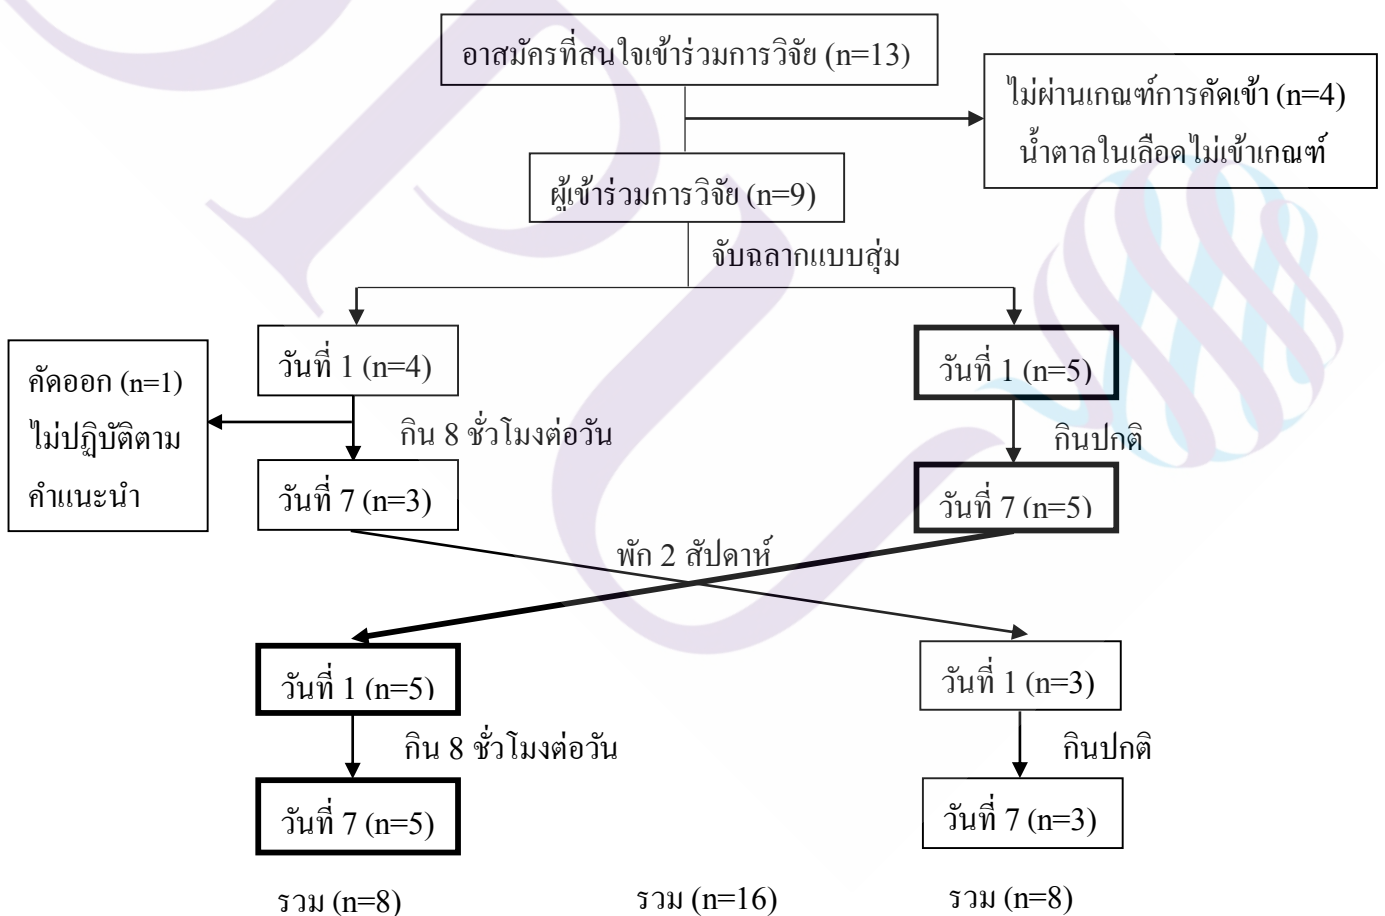 อาสมัครที่สนใจเข้าร่วมการวิจัย (n=13)
ไม่ผ่านเกณฑ์การคัดเข้า (n=4)
น้ำตาลในเลือดไม่เข้าเกณฑ์
ผู้เข้าร่วมการวิจัย (n=9)
จับฉลากแบบสุ่ม
วันที่ 1 (n=4)
วันที่ 1 (n=5)
คัดออก (n=1)
ไม่ปฏิบัติตาม
คำแนะนำ
กิน 8 ชั่วโมงต่อวัน
กินปกติ
วันที่ 7 (n=3)
วันที่ 7 (n=5)
พัก 2 สัปดาห์
วันที่ 1 (n=5)
วันที่ 1 (n=3)
กิน 8 ชั่วโมงต่อวัน
กินปกติ
วันที่ 7 (n=5)
วันที่ 7 (n=3)
รวม (n=8)
รวม (n=16)
รวม (n=8)